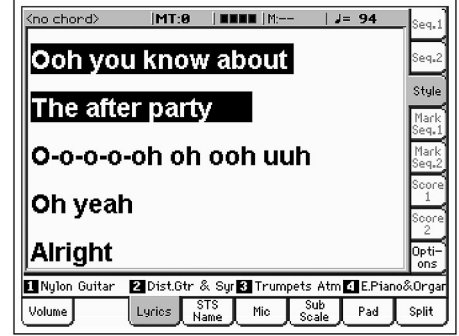 <no chord> MT:0 M:-- ♩= 94
Seq.1
Seq.2
Style
Mark
Seq.1
Mark
Seq.2
Score
1
Score
2
Opti-
ons
Ooh you know about
The after party
O-o-o-o-oh oh ooh uuh
Oh yeah
Alright
1 Nylon Guitar 2 Dist.Gtr & Syr 3 Trumpets Atm 4 E.Piano&Organ
Volume Lyrics STS Name Mic Sub Scale Pad Split